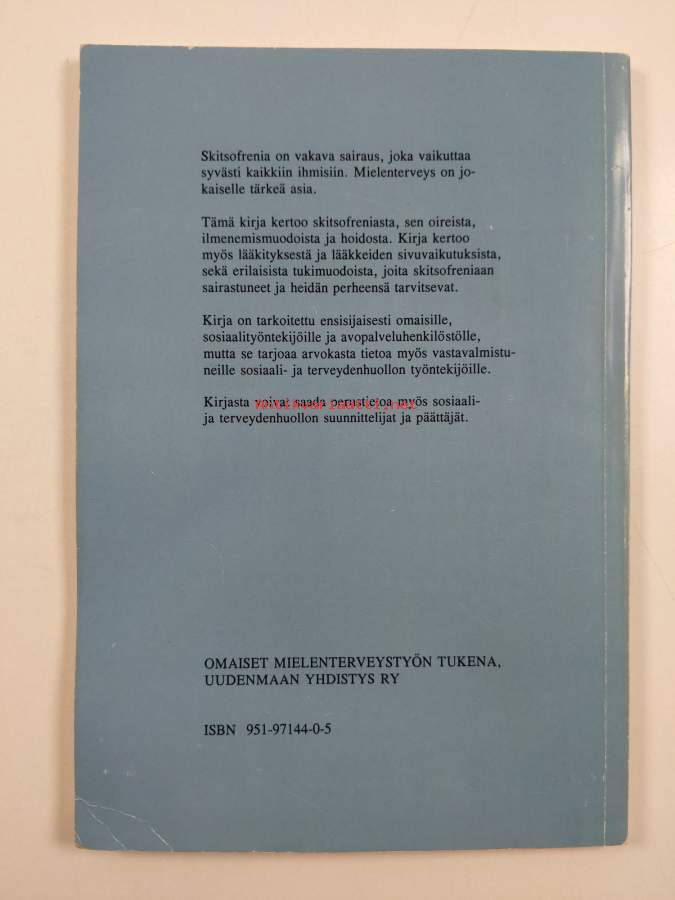 Skitsofrenia on vakava sairaus, joka vaikuttaa
syvästi kaikkiin ihmisiin. Mielenterveys on jo-
kaiselle tärkeä asia.
Tämä kirja kertoo skitsofreniasta, sen oireista,
ilmenemismuodoista ja hoidosta. Kirja kertoo
myös lääkityksestä ja lääkkeiden sivuvaikutuksista,
sekä erilaisista tukimuodoista, joita skitsofreniaan
sairastuneet ja heidän perheensä tarvitsevat.
Kirja on tarkoitettu ensisijaisesti omaisille,
sosiaalityöntekijöille ja avopalveluhenkilöstölle,
mutta se tarjoaa arvokasta tietoa myös vastavalmistu-
neille sosiaali- ja terveydenhuollon työntekijöille.
Kirjasta voivat saada perustietoa myös sosiaali-
antikvariaatti.net
ja terveydenhuollon suunnittelijat ja päättäjät.
OMAISET MIELENTERVEYSTYÖN TUKENA,
UUDENMAAN YHDISTYS RY
ISBN 951-97144-0-5